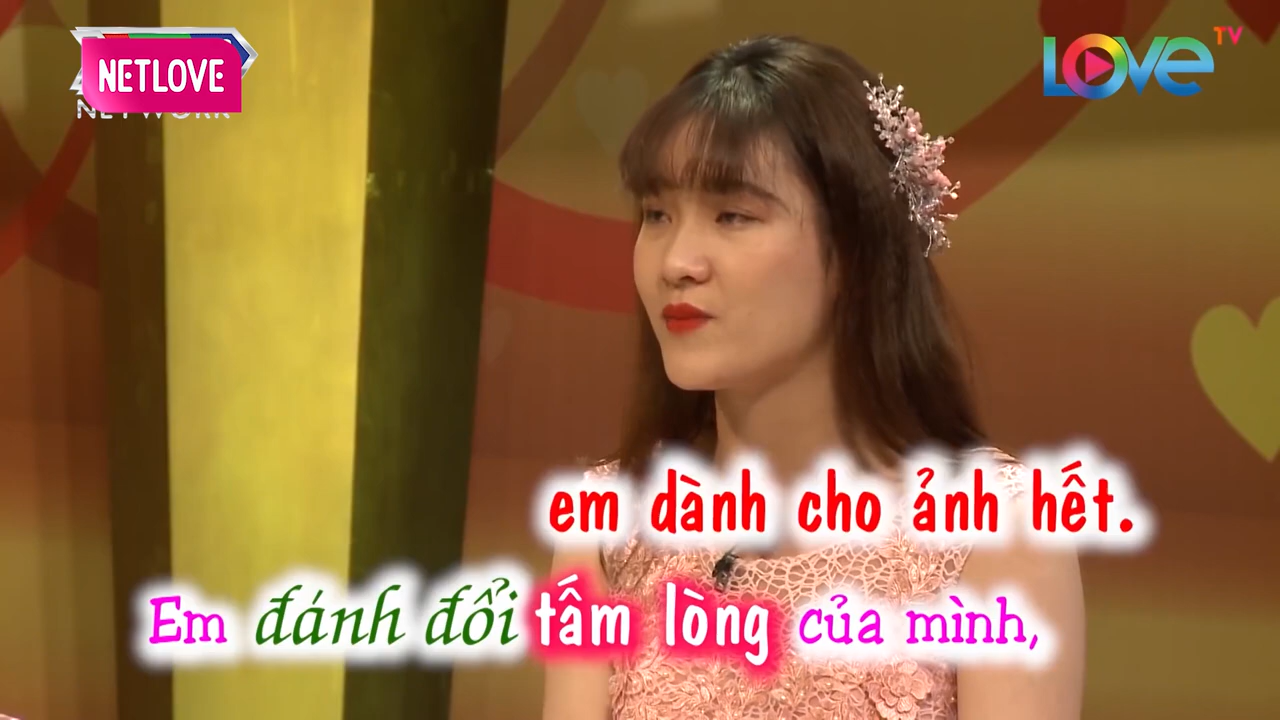 NETLOVE
NETWORK
LOVE TV
em dành cho ảnh hết.
Em đánh đổi tấm lòng của mình,